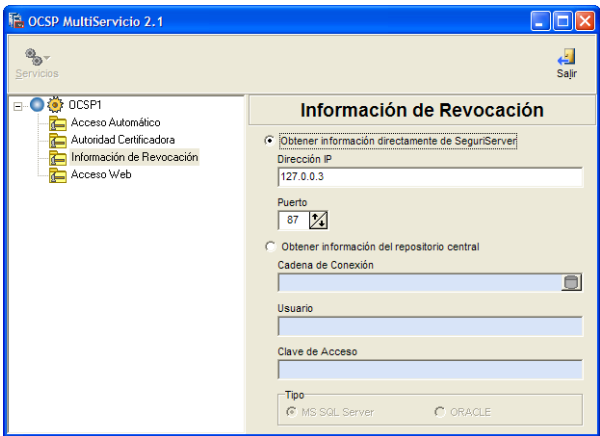 OCSP MultiServicio 2.1
Servicios
Salir
OCSP1
Acceso Automático
Autoridad Certificadora
Información de Revocación
Acceso Web
Información de Revocación
Obtener información directamente de SeguriServer
Dirección IP
127.0.0.3
Puerto
87
Obtener información del repositorio central
Cadena de Conexión
Usuario
Clave de Acceso
Tipo
MS SQL Server
ORACLE